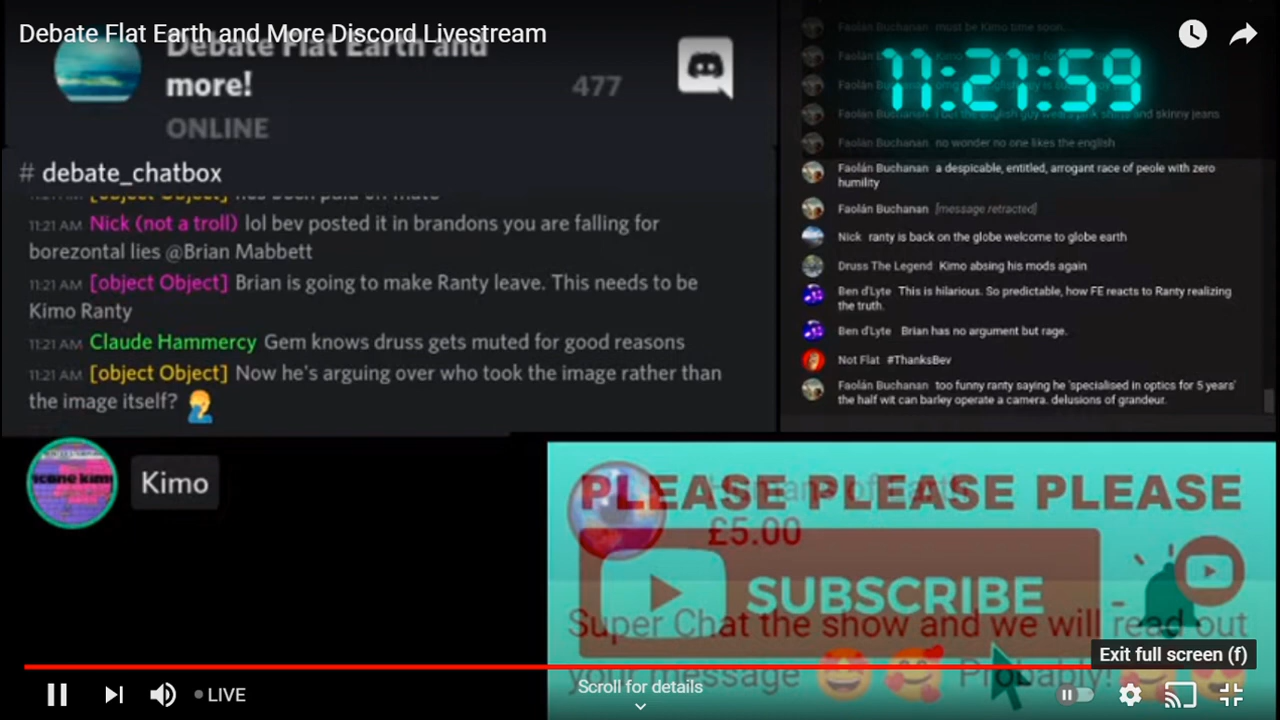 Debate Flat Earth and More Discord Livestream
Debate Flat Earth and
more!
477
ONLINE
# debate_chatbox
11:21 AM [object Object] has been paid off mate
11:21 AM Nick (not a troll) lol bev posted it in brandons you are falling for
borezontal lies @Brian Mabbett
11:21 AM [object Object] Brian is going to make Ranty leave. This needs to be
Kimo Ranty
11:21 AM Claude Hammercy Gem knows druss gets muted for good reasons
11:21 AM [object Object] Now he's arguing over who took the image rather than
the image itself?
11:21:59
Faolán Buchanan must be Kimo time soon...
Faolán Buchanan
Faolán Buchanan
Faolán Buchanan and skinny jeans
Faolán Buchanan no wonder no one likes the english
Faolán Buchanan a despicable, entitled, arrogant race of peole with zero
humility
Faolán Buchanan [message retracted]
Nick ranty is back on the globe welcome to globe earth
Druss The Legend Kimo absing his mods again
Ben d'Lyte This is hilarious. So predictable, how FE reacts to Ranty realizing
the truth.
Ben d'Lyte Brian has no argument but rage.
Not Flat #ThanksBev
Faolán Buchanan too funny ranty saying he 'specialised in optics for 5 years'
the half wit can barley operate a camera. delusions of grandeur.
Kimo
PLEASE PLEASE PLEASE
£5.00
SUBSCRIBE
Super Chat the show and we will read out
your message Probably!
Exit full screen (f)
LIVE
Scroll for details